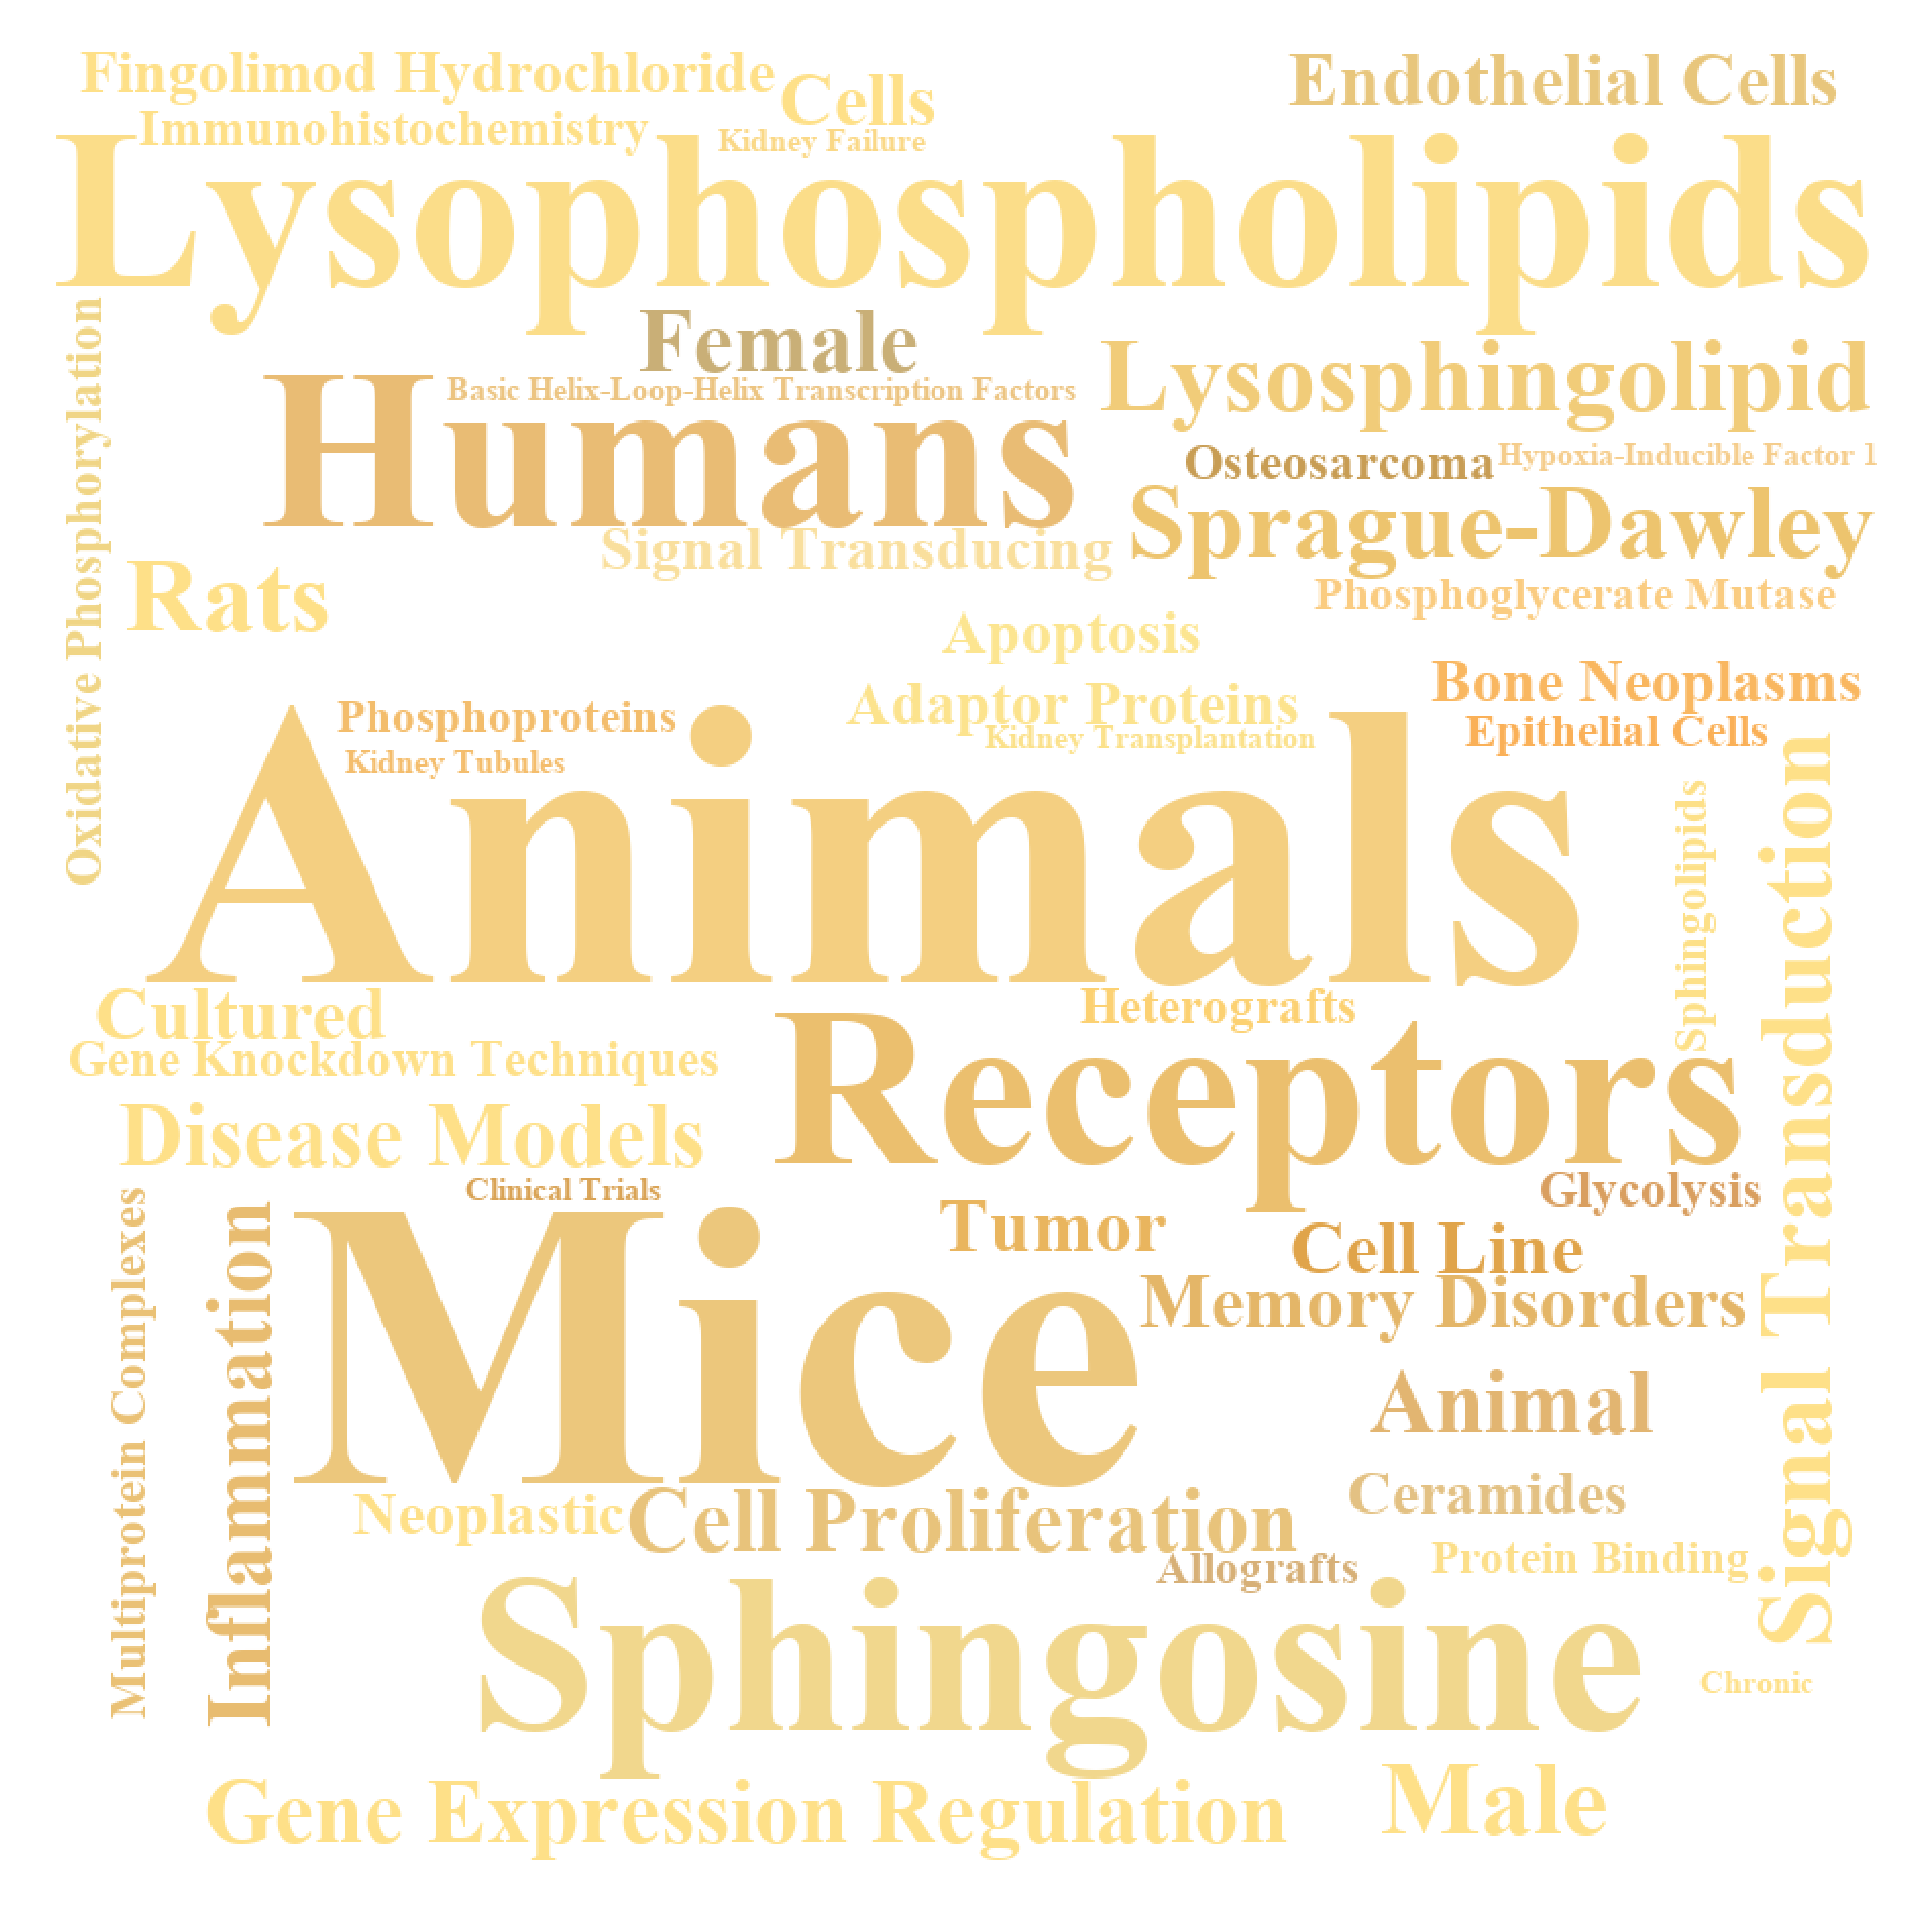 Fingolimod Hydrochloride
Cells
Endothelial Cells
Immunohistochemistry
Kidney Failure
Lysophospholipids
Oxidative Phosphorylation
Female
Lysosphingolipid
Basic Helix-Loop-Helix Transcription Factors
Humans
Osteosarcoma
Hypoxia-Inducible Factor 1
Sprague-Dawley
Signal Transducing
Rats
Phosphoglycerate Mutase
Apoptosis
Bone Neoplasms
Phosphoproteins
Adaptor Proteins
Epithelial Cells
Kidney Transplantation
Kidney Tubules
Animals
Sphingolipids
Signal Transduction
Cultured
Heterografts
Gene Knockdown Techniques
Receptors
Disease Models
Clinical Trials
Glycolysis
Multiprotein Complexes
Inflammation
Mice
Tumor
Cell Line
Memory Disorders
Animal
Ceramides
Neoplastic
Cell Proliferation
Allografts
Protein Binding
Sphingosine
Chronic
Gene Expression Regulation
Male